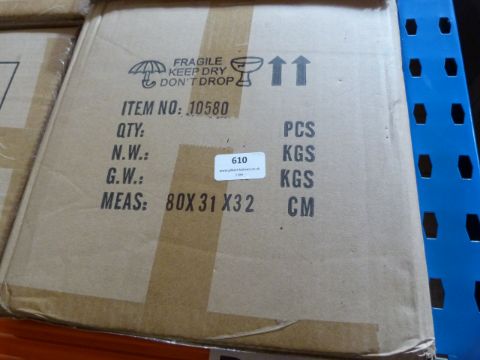 FRAGILE
KEEP DRY
DON'T DROP
ITEM NO: 10580
QTY: PCS
N.W.: KGS
610
G.W.: KGS
MEAS: 80X31X32 CM